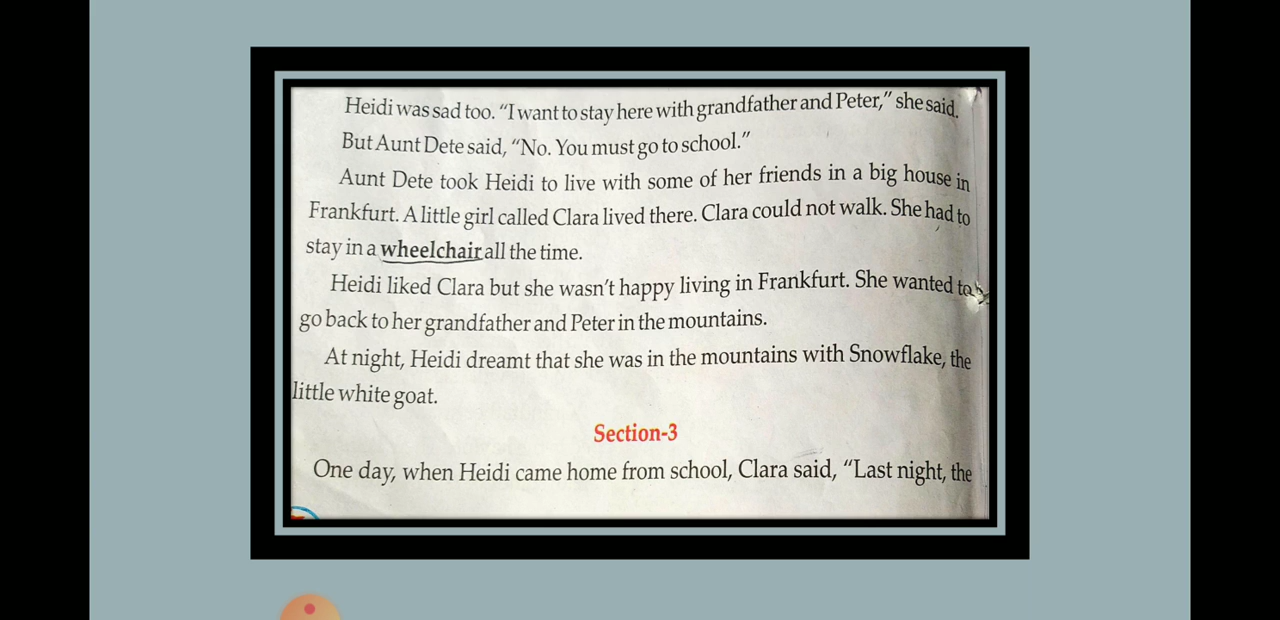 Heidi was sad too. “I want to stay here with grandfather and Peter,” she said.
But Aunt Dete said, “No. You must go to school.”
Aunt Dete took Heidi to live with some of her friends in a big house in
Frankfurt. A little girl called Clara lived there. Clara could not walk. She had to
stay in a wheelchair all the time.
Heidi liked Clara but she wasn’t happy living in Frankfurt. She wanted to
go back to her grandfather and Peter in the mountains.
At night, Heidi dreamt that she was in the mountains with Snowflake, the
little white goat.
Section-3
One day, when Heidi came home from school, Clara said, “Last night, the